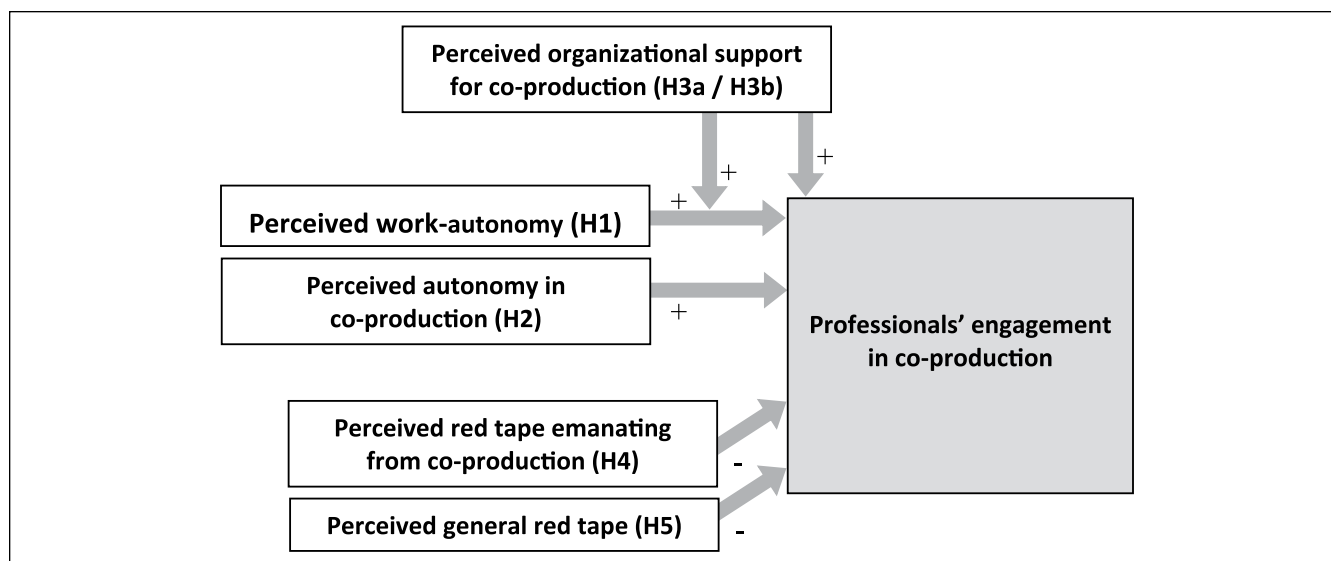 Perceived organizational support
for co-production (H3a / H3b)
+
+
+
Perceived work-autonomy (H1)
Perceived autonomy in
co-production (H2)
+
Professionals’ engagement
in co-production
Perceived red tape emanating
from co-production (H4)
-
Perceived general red tape (H5)
-